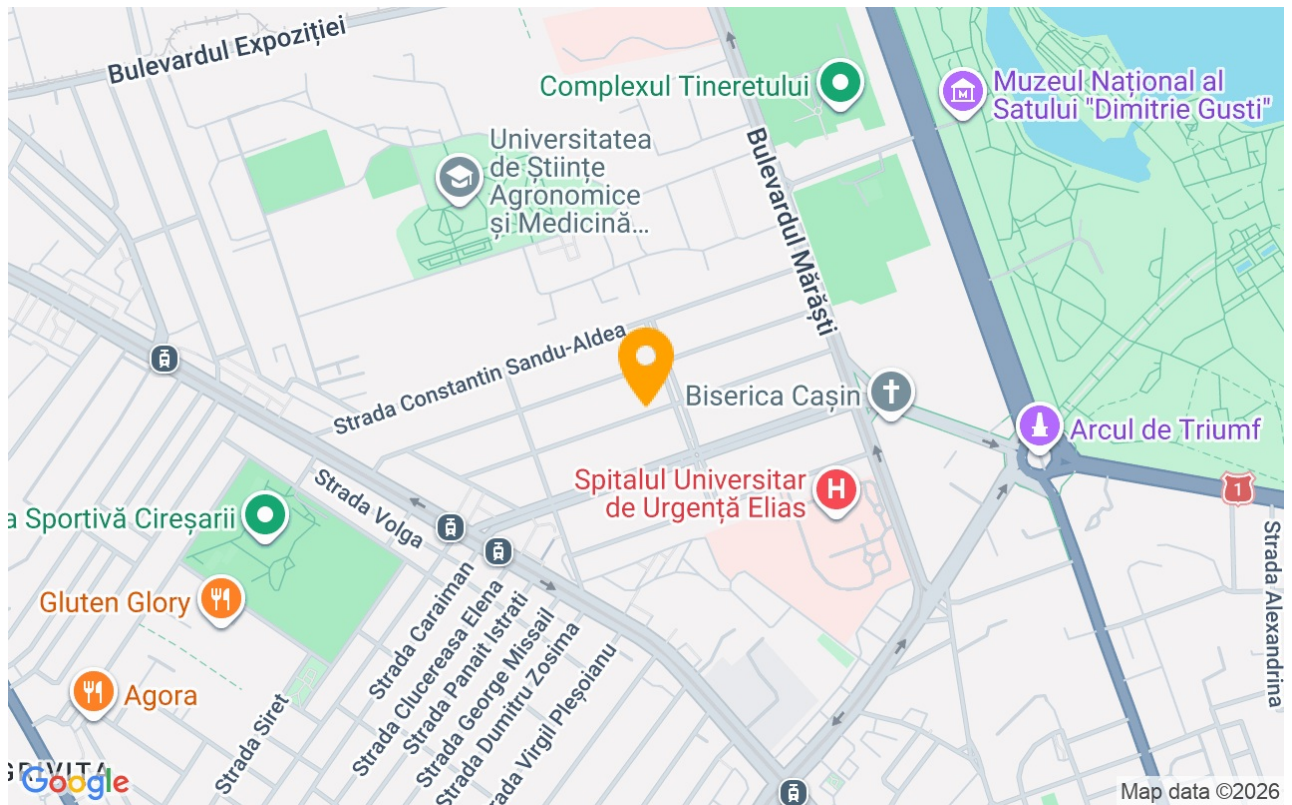 Bulevardul Expoziției
Complexul Tineretului
Muzeul Național al
Satului "Dimitrie Gusti"
Universitatea
de Științe
Agronomice
și Medicină...
Bulevardul Mărăști
Strada Constantin Sandu-Aldea
Biserica Cașin
Arcul de Triumf
Spitalul Universitar
de Urgență Elias
H
1
Strada Volga
a Sportivă Cireșarii
Strada Alexandrina
Gluten Glory
Strada Caraiman
Strada Clucereasa Elena
Strada Panait Istrati
Strada George Missail
Strada Dumitru Zosima
rada Virgil Pleșoianu
Agora
Strada Siret
GRIVIȚA
Google
Map data ©2026